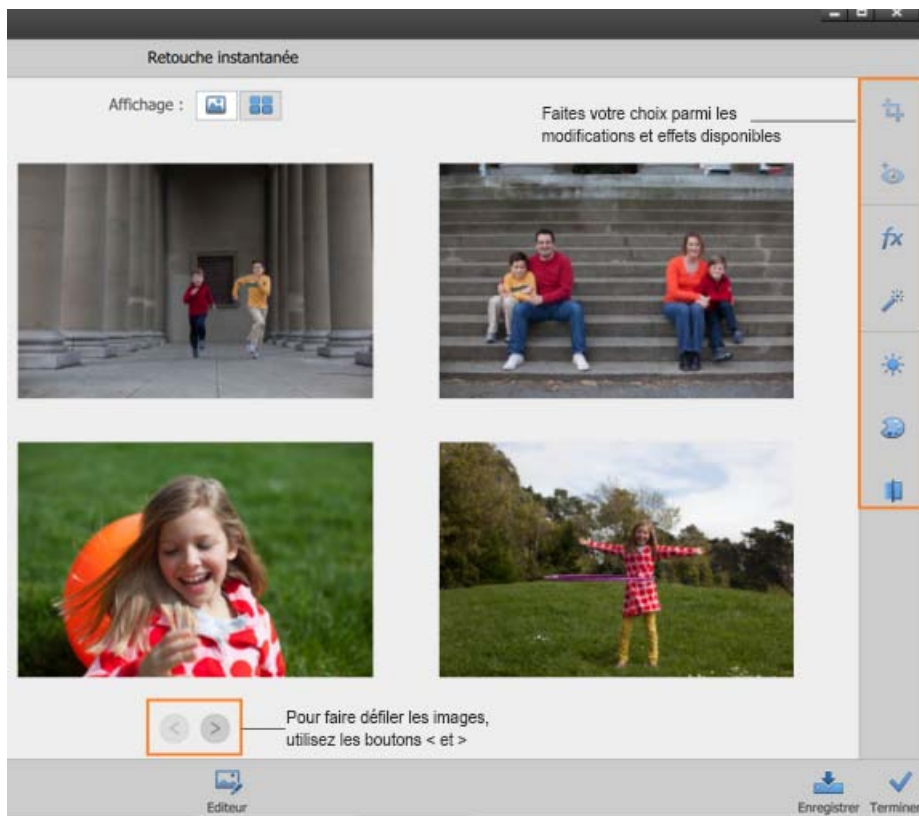 Retouche instantanée
Affichage :
Faites votre choix parmi les
modifications et effets disponibles
fx
Pour faire défiler les images,
utilisez les boutons < et >
< >
Editeur
Enregistrer Terminer